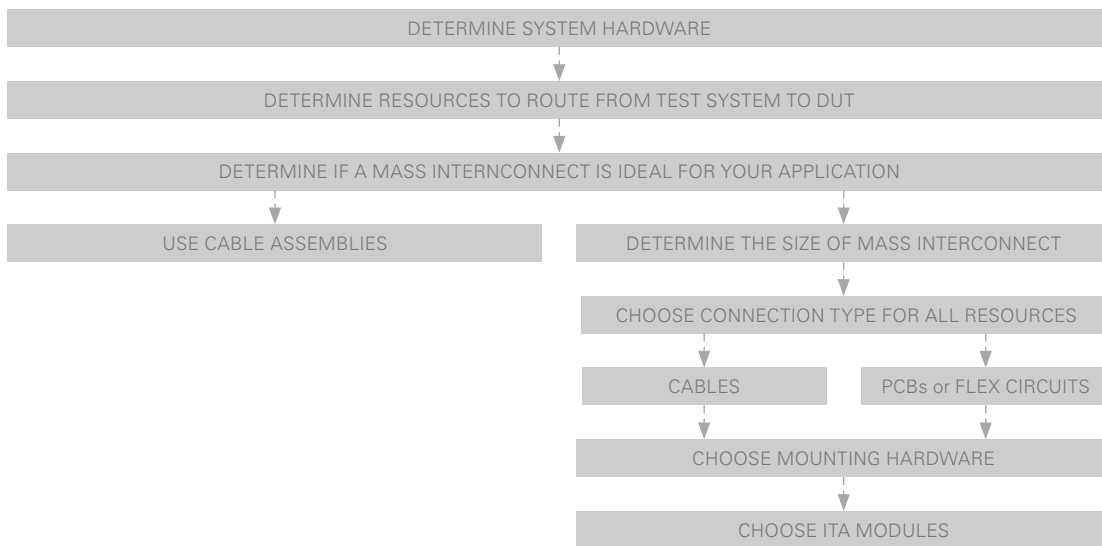 DETERMINE SYSTEM HARDWARE
DETERMINE RESOURCES TO ROUTE FROM TEST SYSTEM TO DUT
DETERMINE IF A MASS INTERNCONNECT IS IDEAL FOR YOUR APPLICATION
USE CABLE ASSEMBLIES
DETERMINE THE SIZE OF MASS INTERCONNECT
CHOOSE CONNECTION TYPE FOR ALL RESOURCES
CABLES
PCBs or FLEX CIRCUITS
CHOOSE MOUNTING HARDWARE
CHOOSE ITA MODULES